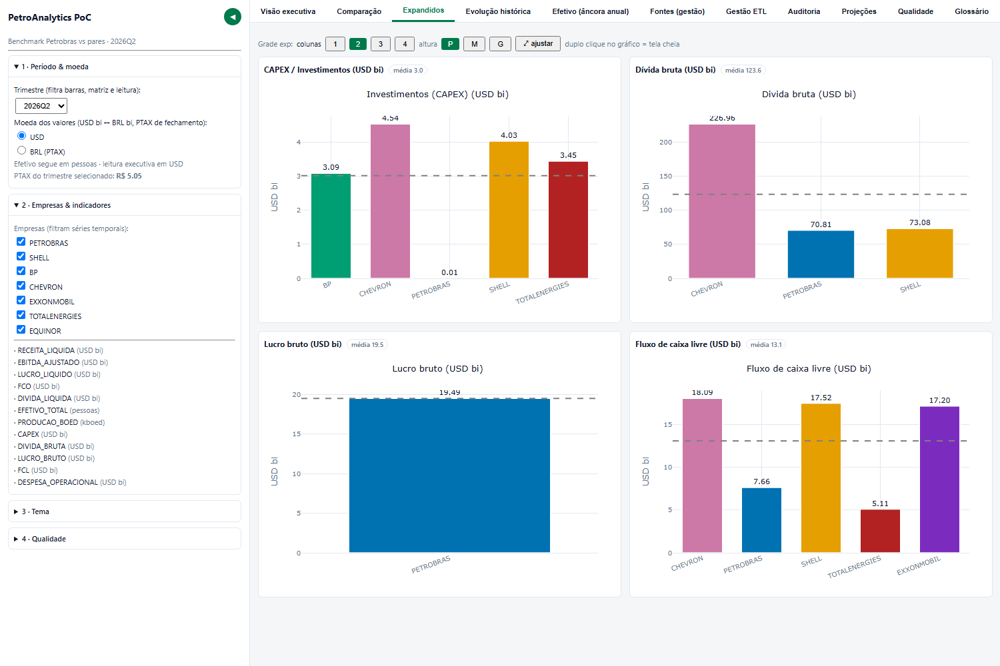 PetroAnalytics PoC
◀
Benchmark Petrobras vs pares · 2026Q2
▼ 1 · Período & moeda
Trimestre (filtra barras, matriz e leitura):
2026Q2
Moeda dos valores (USD bi ↔ BRL bi, PTAX de fechamento):
USD
BRL (PTAX)
Efetivo segue em pessoas · leitura executiva em USD
PTAX do trimestre selecionado: R$ 5.05
▼ 2 · Empresas & indicadores
Empresas (filtram séries temporais):
PETROBRAS
SHELL
BP
CHEVRON
EXXONMOBIL
TOTALENERGIES
EQUINOR
· RECEITA_LIQUIDA (USD bi)
· EBITDA_AJUSTADO (USD bi)
· LUCRO_LIQUIDO (USD bi)
· FCO (USD bi)
· DIVIDA_LIQUIDA (USD bi)
· EFETIVO_TOTAL (pessoas)
· PRODUCAO_BOED (kboed)
· CAPEX (USD bi)
· DIVIDA_BRUTA (USD bi)
· LUCRO_BRUTO (USD bi)
· FCL (USD bi)
· DESPESA_OPERACIONAL (USD bi)
▶ 3 · Tema
▶ 4 · Qualidade
Visão executiva Comparação Expandidos Evolução histórica Efetivo (âncora anual) Fontes (gestão) Gestão ETL Auditoria Projeções Qualidade Glossário
Grade exp: colunas 1 2 3 4 altura P M G ⤢ ajustar duplo clique no gráfico = tela cheia
CAPEX / Investimentos (USD bi) média 3.0
Investimentos (CAPEX) (USD bi)
USD bi
4
3
2
1
0
3.09
4.54
0.01
4.03
3.45
BP
CHEVRON
PETROBRAS
SHELL
TOTALENERGIES
Dívida bruta (USD bi) média 123.6
Divida bruta (USD bi)
USD bi
200
150
100
50
0
226.96
70.81
73.08
CHEVRON
PETROBRAS
SHELL
Lucro bruto (USD bi) média 19.5
Lucro bruto (USD bi)
USD bi
20
15
10
5
0
19.49
PETROBRAS
Fluxo de caixa livre (USD bi) média 13.1
Fluxo de caixa livre (USD bi)
USD bi
15
10
5
0
18.09
7.66
17.52
5.11
17.20
CHEVRON
PETROBRAS
SHELL
TOTALENERGIES
EXXONMOBIL